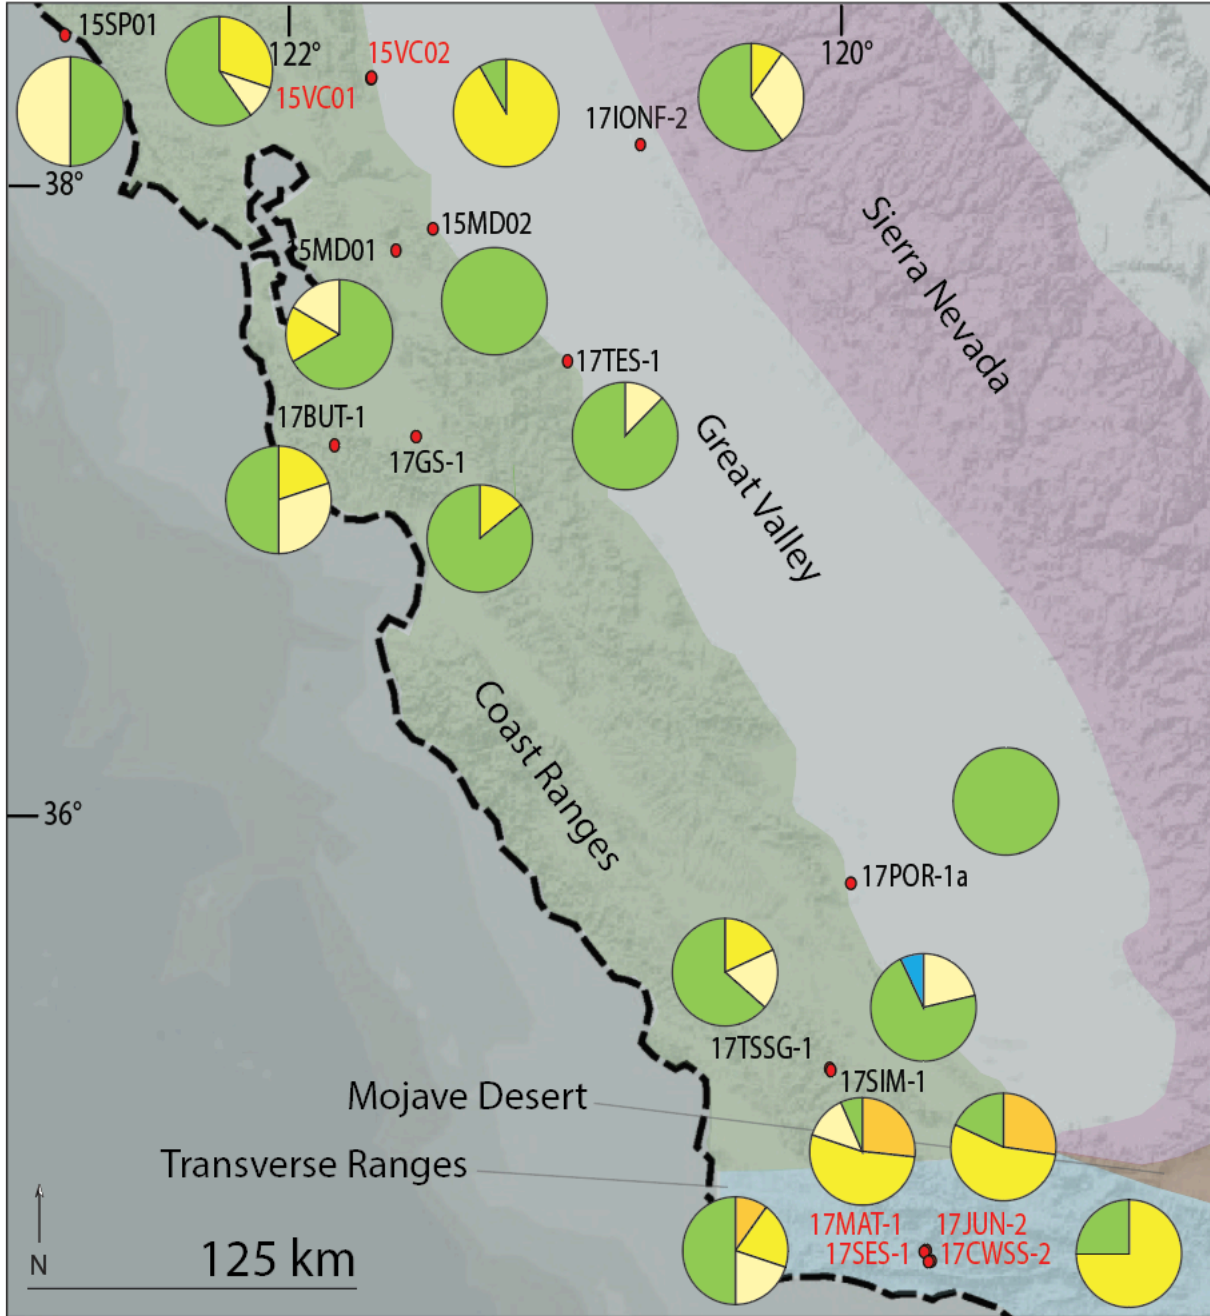 15SP01
122°
15VC02
120°
15VC01
17IONF-2
38°
15MD02
15MD01
Sierra Nevada
17TES-1
17BUT-1
17GS-1
Great Valley
Coast Ranges
36°
17POR-1a
17TSSG-1
17SIM-1
Mojave Desert
Transverse Ranges
17MAT-1
17JUN-2
17SES-1
17CWSS-2
N
125 km